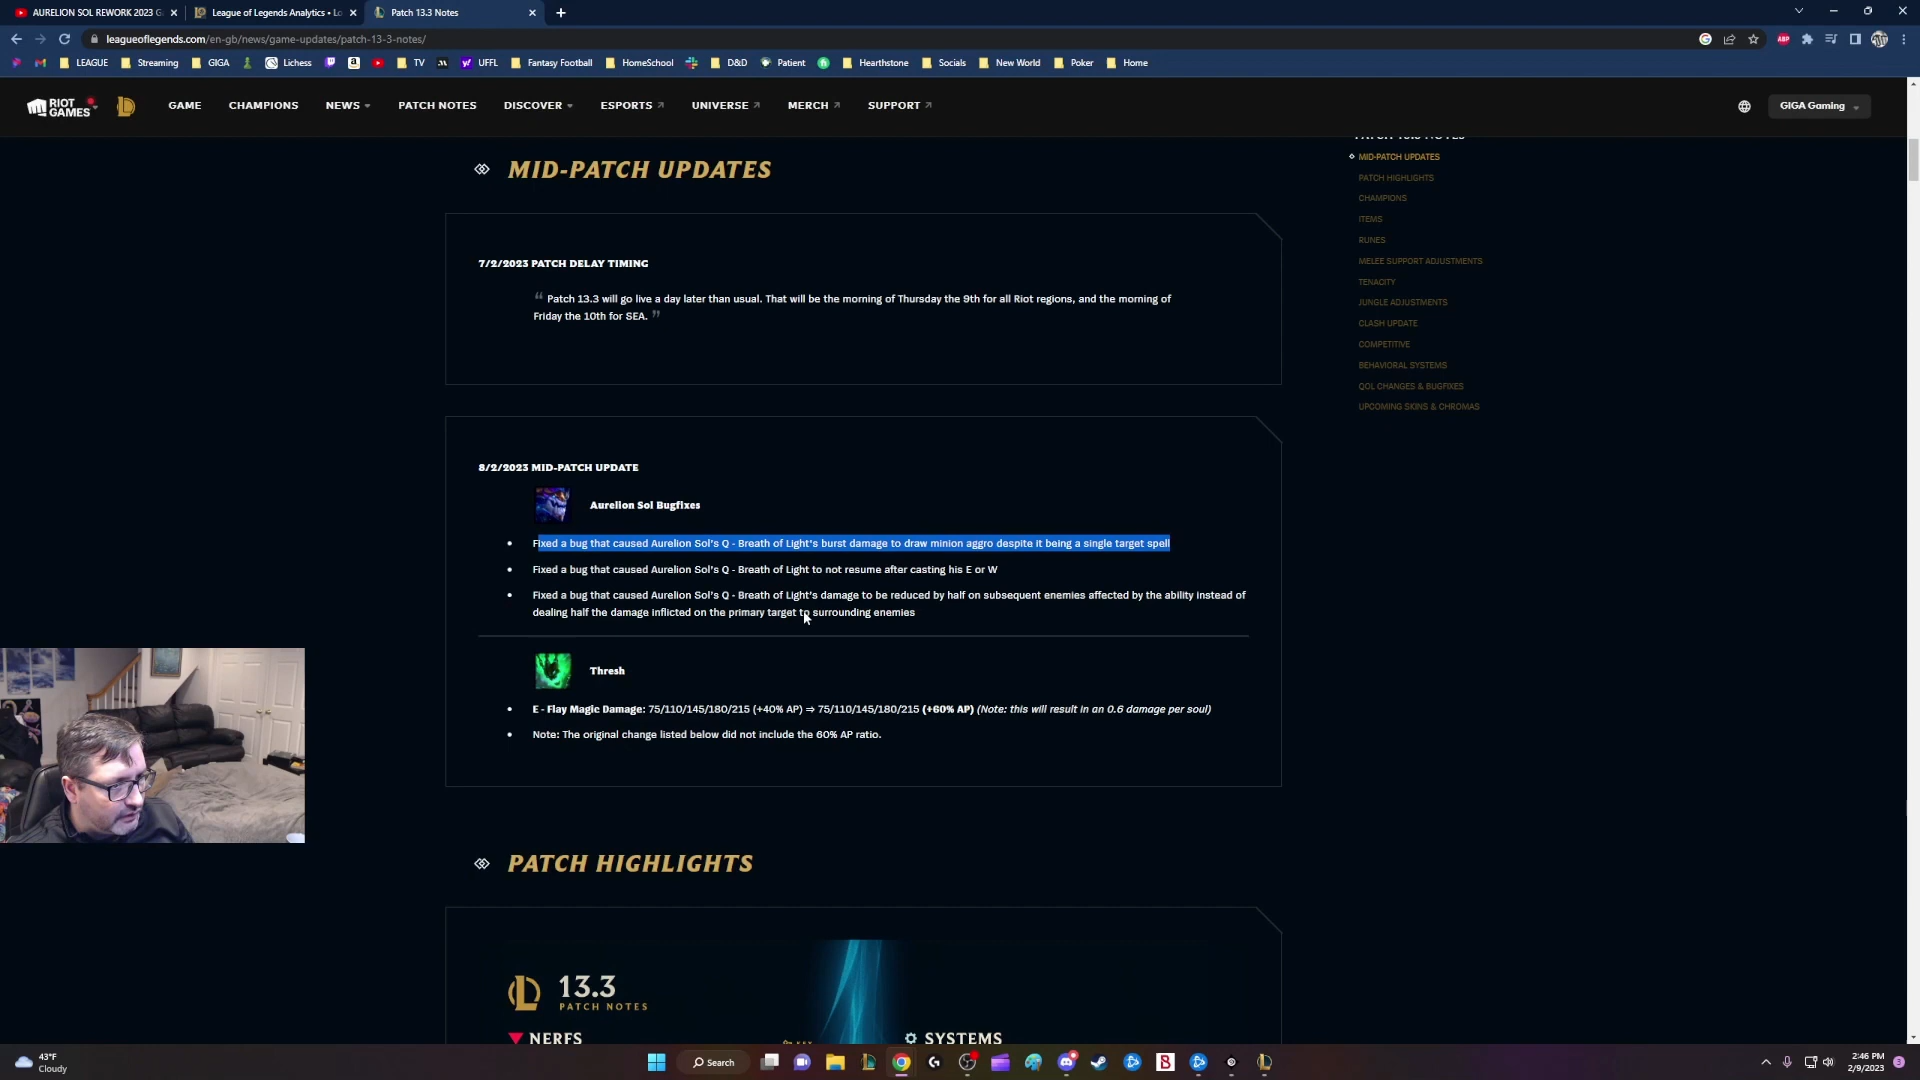 AURELION SOL REWORK 2023 G
League of Legends Analytics • Lo
Patch 13.3 Notes
leagueoflegends.com/en-gb/news/game-updates/patch-13-3-notes/
LEAGUE
Streaming
GIGA
Lichess
TV
UFFL
Fantasy Football
HomeSchool
D&D
Patient
Hearthstone
Socials
New World
Poker
Home
RIOT GAMES
GAME
CHAMPIONS
NEWS
PATCH NOTES
DISCOVER
ESPORTS
UNIVERSE
MERCH
SUPPORT
GIGA Gaming
PATCH 13.3 NOTES
MID-PATCH UPDATES
PATCH HIGHLIGHTS
CHAMPIONS
ITEMS
RUNES
MELEE SUPPORT ADJUSTMENTS
TENACITY
JUNGLE ADJUSTMENTS
CLASH UPDATE
COMPETITIVE
BEHAVIORAL SYSTEMS
QOL CHANGES & BUGFIXES
UPCOMING SKINS & CHROMAS
MID-PATCH UPDATES
7/2/2023 PATCH DELAY TIMING
“ Patch 13.3 will go live a day later than usual. That will be the morning of Thursday the 9th for all Riot regions, and the morning of
Friday the 10th for SEA. ”
8/2/2023 MID-PATCH UPDATE
Aurelion Sol Bugfixes
• Fixed a bug that caused Aurelion Sol's Q - Breath of Light's burst damage to draw minion aggro despite it being a single target spell
• Fixed a bug that caused Aurelion Sol's Q - Breath of Light to not resume after casting his E or W
• Fixed a bug that caused Aurelion Sol's Q - Breath of Light's damage to be reduced by half on subsequent enemies affected by the ability instead of
dealing half the damage inflicted on the primary target to surrounding enemies
Thresh
• E - Flay Magic Damage: 75/110/145/180/215 (+40% AP) ⇒ 75/110/145/180/215 (+60% AP) (Note: this will result in an 0.6 damage per soul)
• Note: The original change listed below did not include the 60% AP ratio.
PATCH HIGHLIGHTS
13.3
PATCH NOTES
NERFS
SYSTEMS
43°F
Cloudy
Search
2:46 PM
2/9/2023
3